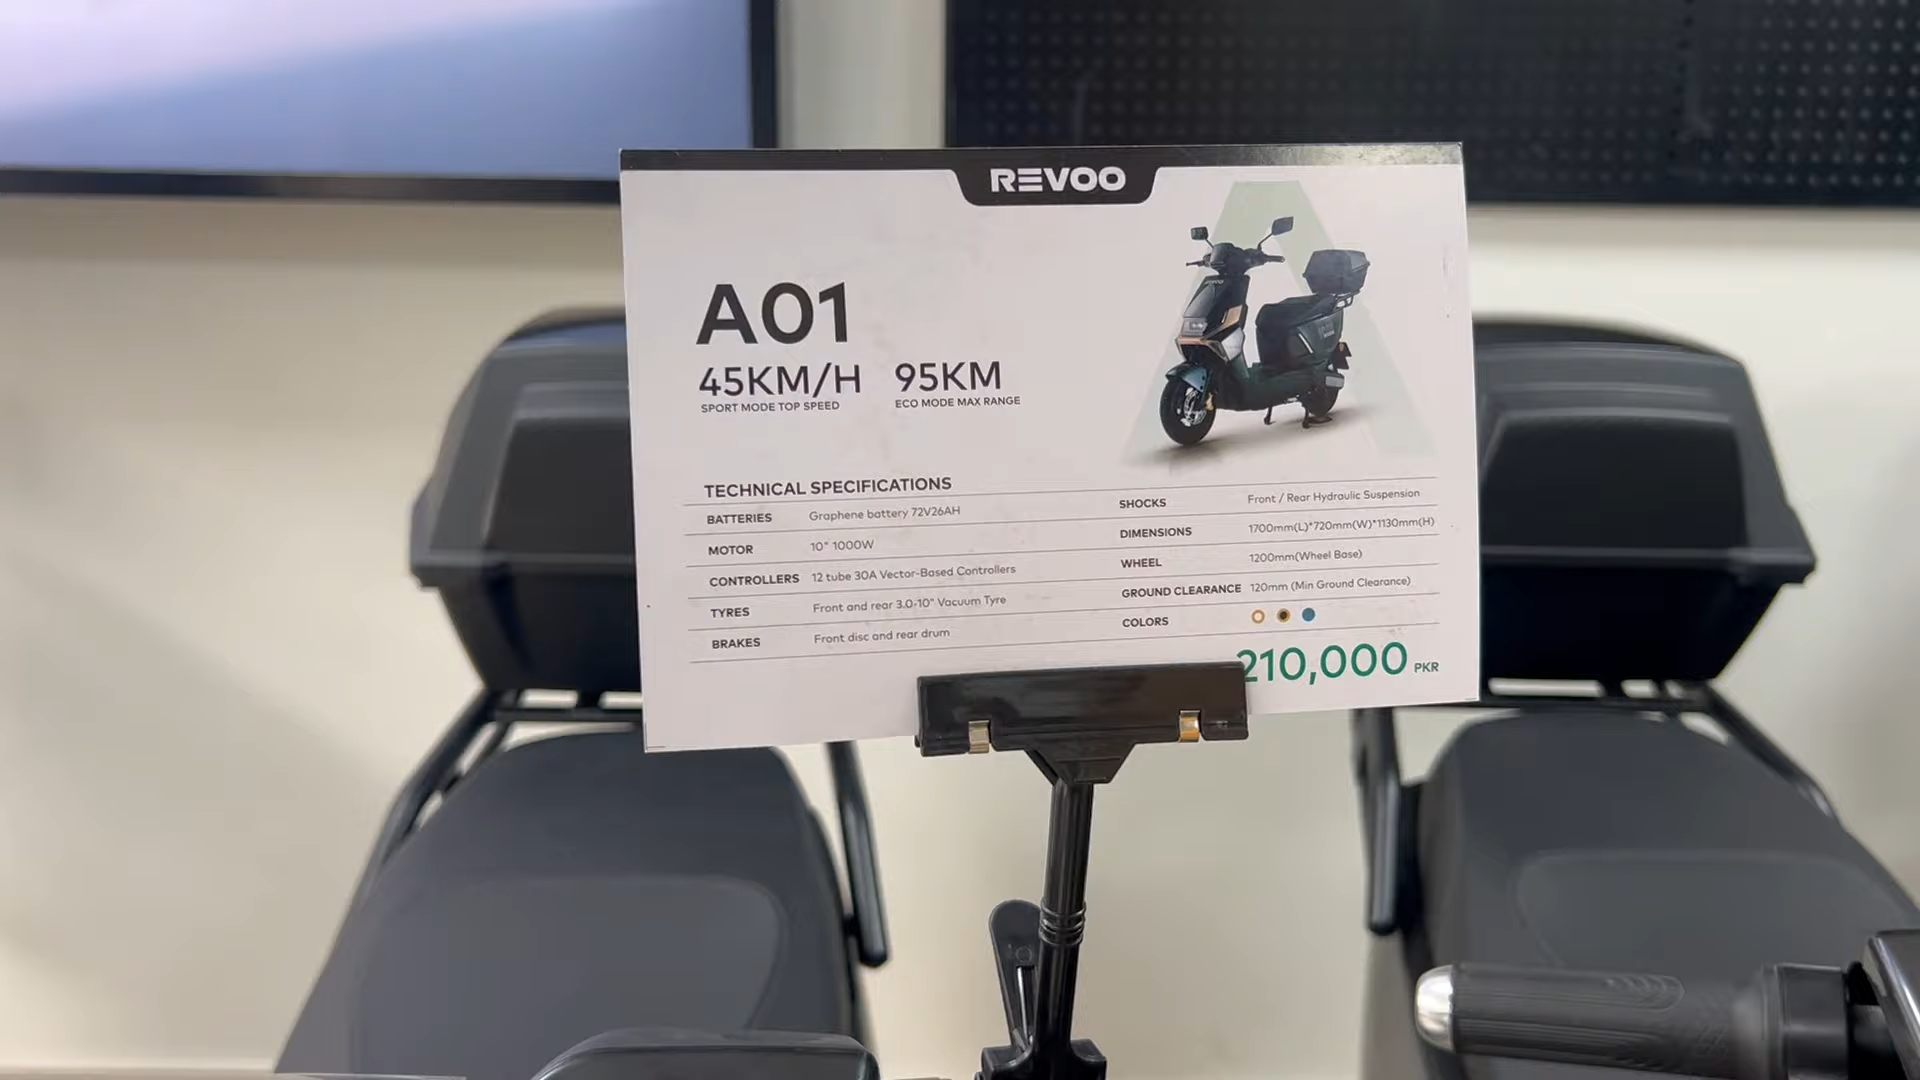 REVOO
A01
45KM/H 95KM
SPORT MODE TOP SPEED ECO MODE MAX RANGE
TECHNICAL SPECIFICATIONS
BATTERIES Graphene battery 72V26AH
MOTOR 10" 1000W
CONTROLLERS 12 tube 30A Vector-Based Controllers
TYRES Front and rear 3.0-10" Vacuum Tyre
BRAKES Front disc and rear drum
SHOCKS Front / Rear Hydraulic Suspension
DIMENSIONS 1700mm(L)*720mm(W)*1130mm(H)
WHEEL 1200mm(Wheel Base)
GROUND CLEARANCE 120mm (Min Ground Clearance)
COLORS
210,000 PKR